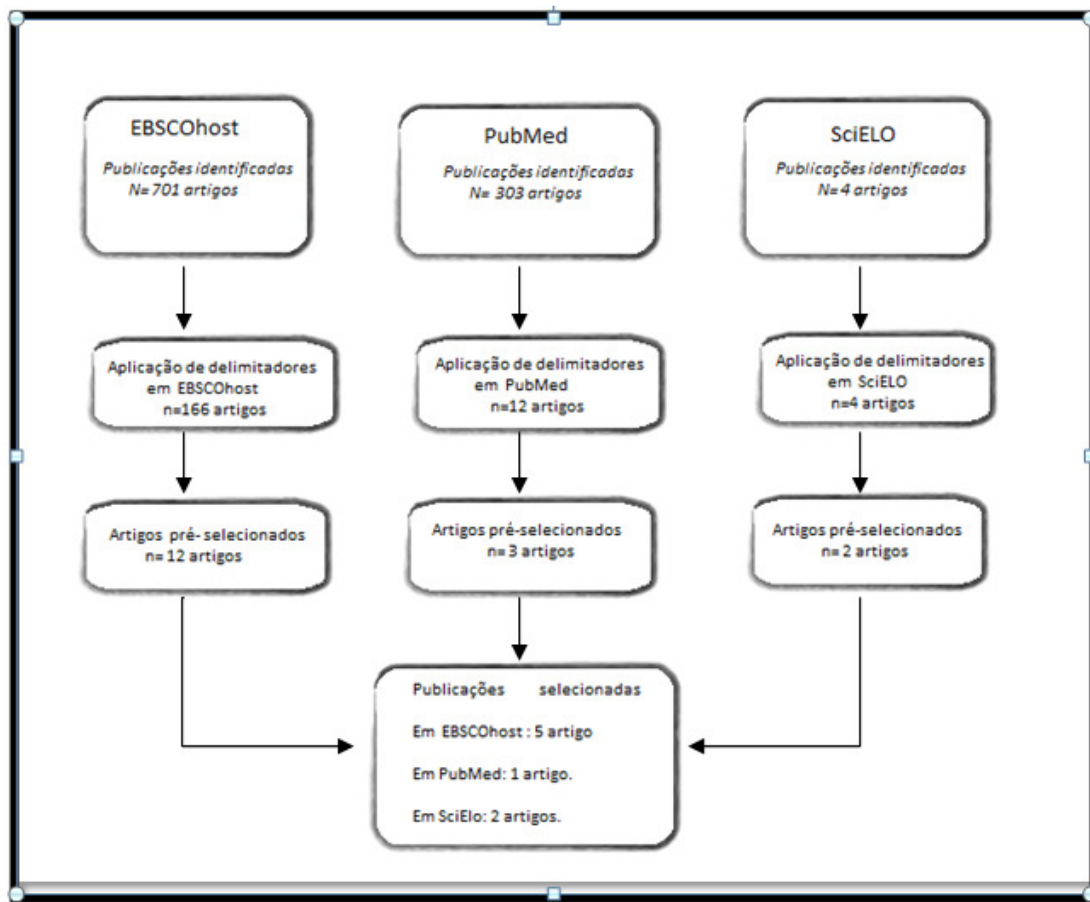 EBSCOhost
Publicações identificadas
N= 701 artigos
PubMed
Publicações identificadas
N= 303 artigos
SciELO
Publicações identificadas
N= 4 artigos
Aplicação de delimitadores
em EBSCOhost
n=166 artigos
Aplicação de delimitadores
em PubMed
n=12 artigos
Aplicação de delimitadores
em SciELO
n=4 artigos
Artigos pré- selecionados
n= 12 artigos
Artigos pré-selecionados
n= 3 artigos
Artigos pré-selecionados
n= 2 artigos
Publicações selecionadas
Em EBSCOhost : 5 artigo
Em PubMed: 1 artigo.
Em SciElo: 2 artigos.